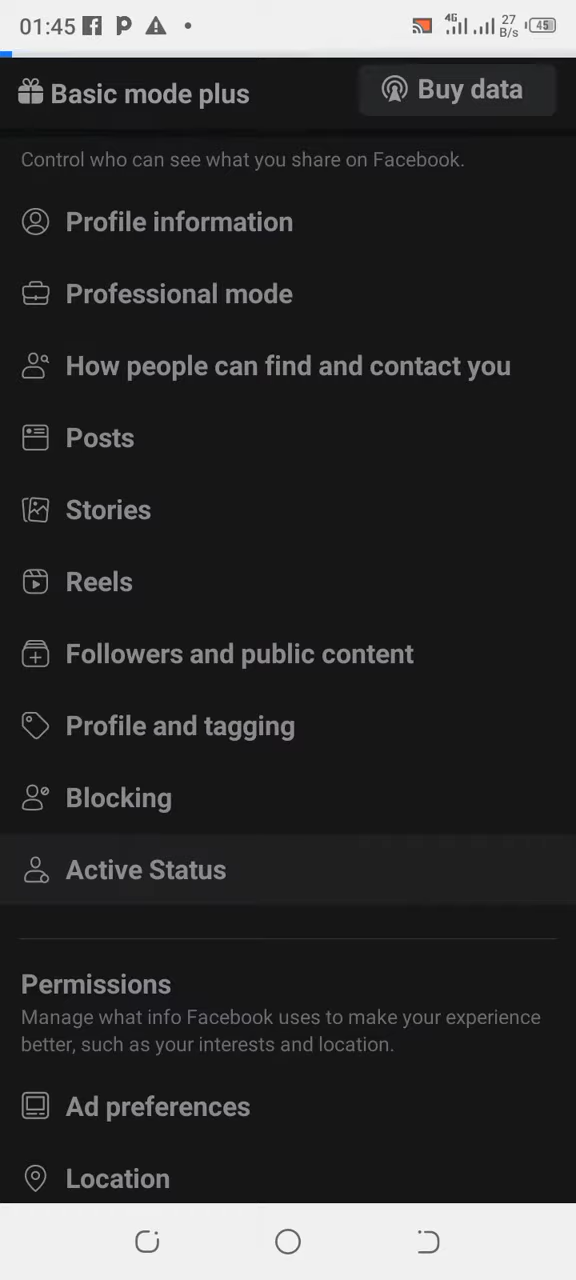 01:45
4G
27
B/s
45
Basic mode plus
Buy data
Control who can see what you share on Facebook.
Profile information
Professional mode
How people can find and contact you
Posts
Stories
Reels
Followers and public content
Profile and tagging
Blocking
Active Status
Permissions
Manage what info Facebook uses to make your experience
better, such as your interests and location.
Ad preferences
Location